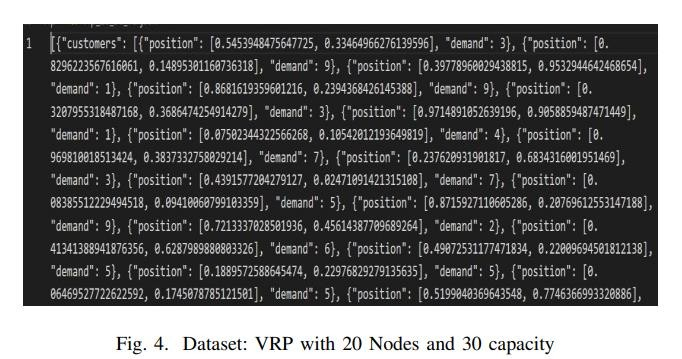 1 [{"customers": [{"position": [0.5453948475647725, 0.33464966276139596], "demand": 3}, {"position": [0.
8296223567616061, 0.14895301160736318], "demand": 9}, {"position": [0.39778960029438815, 0.9532944642468654],
"demand": 1}, {"position": [0.8681619359601216, 0.2394368426145388], "demand": 9}, {"position": [0.
3207955318487168, 0.3686474254914279], "demand": 3}, {"position": [0.9714891052639196, 0.9058859487471449],
"demand": 1}, {"position": [0.07502344322566268, 0.10542012193649819], "demand": 4}, {"position": [0.
969810018513424, 0.3837332758029214], "demand": 7}, {"position": [0.237620931901817, 0.6834316001951469],
"demand": 3}, {"position": [0.4391577204279127, 0.02471091421315108], "demand": 7}, {"position": [0.
08385512229494518, 0.09410060799103359], "demand": 5}, {"position": [0.8715927110605286, 0.20769612553147188],
"demand": 9}, {"position": [0.7213337028501936, 0.45614387709689264], "demand": 2}, {"position": [0.
41341388941876356, 0.6287989880803326], "demand": 6}, {"position": [0.49072531177471834, 0.22009694501812138],
"demand": 5}, {"position": [0.1889572588645474, 0.22976829279135635], "demand": 5}, {"position": [0.
06469527722622592, 0.1745078785121501], "demand": 5}, {"position": [0.5199040369643548, 0.7746366993320886],
Fig. 4. Dataset: VRP with 20 Nodes and 30 capacity